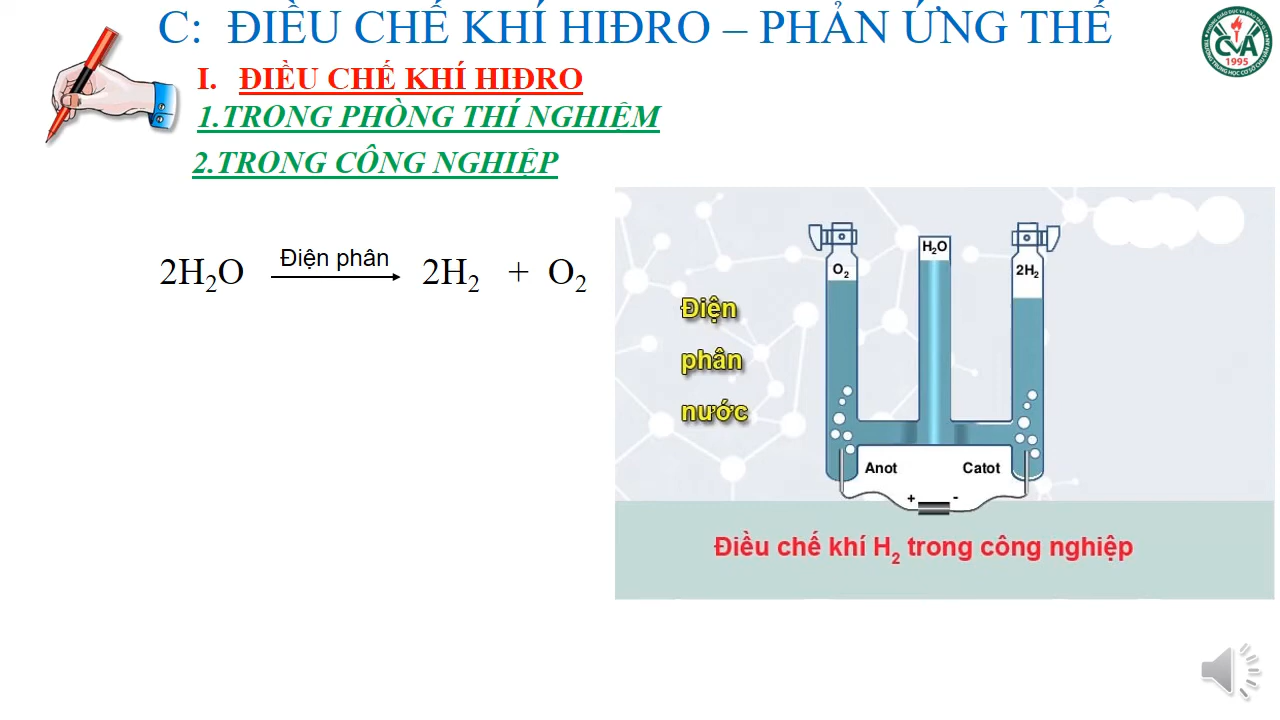 C: ĐIỀU CHẾ KHÍ HIĐRO – PHẢN ỨNG THẾ
I. ĐIỀU CHẾ KHÍ HIĐRO
1.TRONG PHÒNG THÍ NGHIỆM
2.TRONG CÔNG NGHIỆP
2H₂O Điện phân 2H₂ + O₂
H₂O
O₂
2H₂
Điện
phân
nước
Anot
Catot
+
-
Điều chế khí H₂ trong công nghiệp
CVA
1995